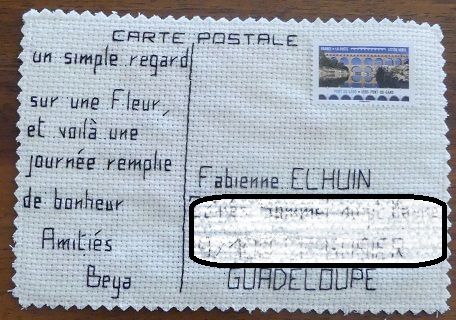 CARTE POSTALE
un simple regard
sur une Fleur,
et voilà une
journée remplie
de bonheur
Amitiés
Beya
Fabienne ELHUIN
GUADELOUPE